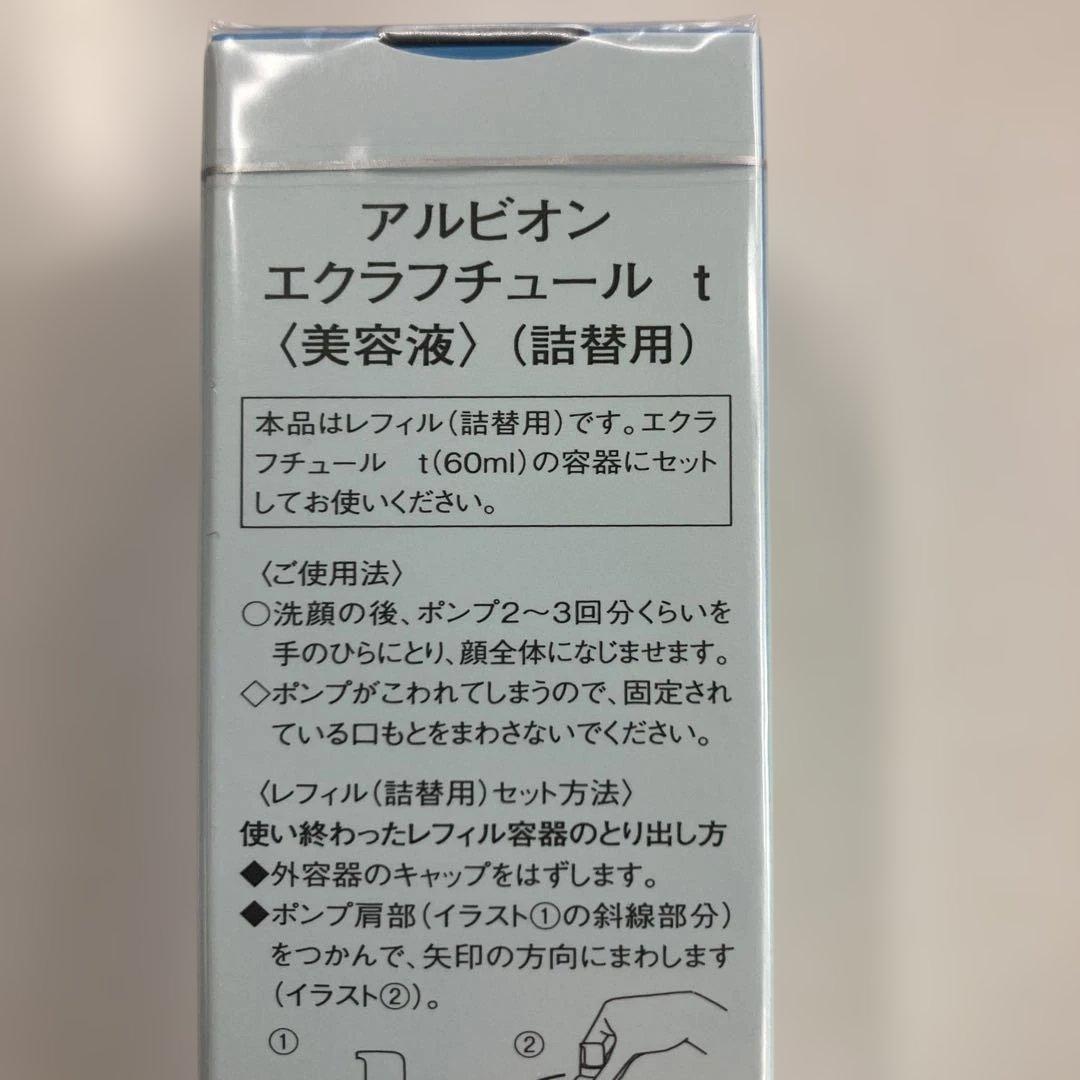 アルビオン
エクラフチュール t
〈美容液〉(詰替用)
本品はレフィル(詰替用)です。エクラ
フチュール t(60ml)の容器にセット
してお使いください。
〈ご使用法〉
○洗顔の後、ポンプ2〜3回分くらいを
手のひらにとり、顔全体になじませます。
◇ポンプがこわれてしまうので、固定され
ている口もとをまわさないでください。
〈レフィル(詰替用)セット方法〉
使い終わったレフィル容器のとり出し方
◆外容器のキャップをはずします。
◆ポンプ肩部(イラスト①の斜線部分)
をつかんで、矢印の方向にまわします
(イラスト②)。
① ②